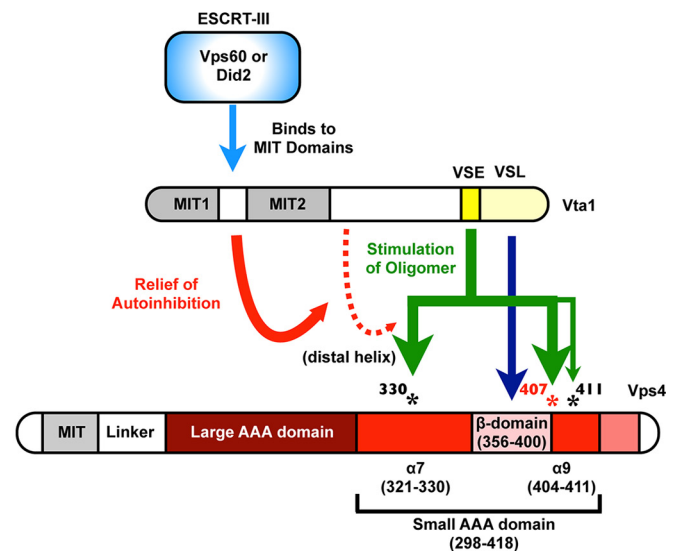 ESCRT-III
Vps60 or
Did2
Binds to
MIT Domains
VSE VSL
MIT1 MIT2
Vta1
Stimulation
of Oligomer
Relief of
Autoinhibition
(distal helix)
330 * 407 * 411 * Vps4
MIT Linker Large AAA domain β-domain
(356-400)
α7 α9
(321-330) (404-411)
Small AAA domain
(298-418)